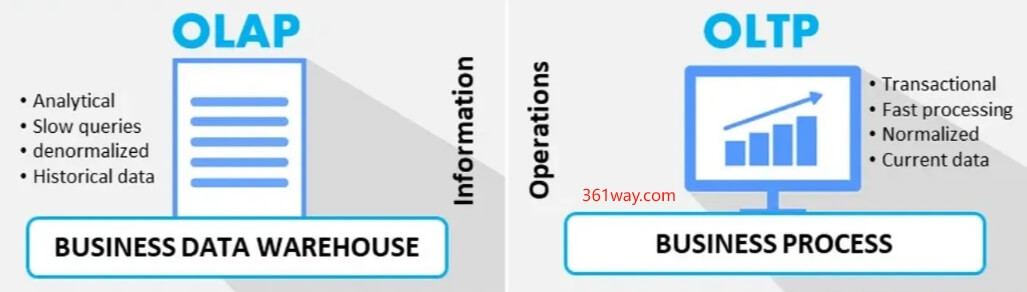 OLAP
• Analytical
• Slow queries
• denormalized
• Historical data
Information
BUSINESS DATA WAREHOUSE
OLTP
Operations
• Transactional
• Fast processing
• Normalized
• Current data
361way.com
BUSINESS PROCESS